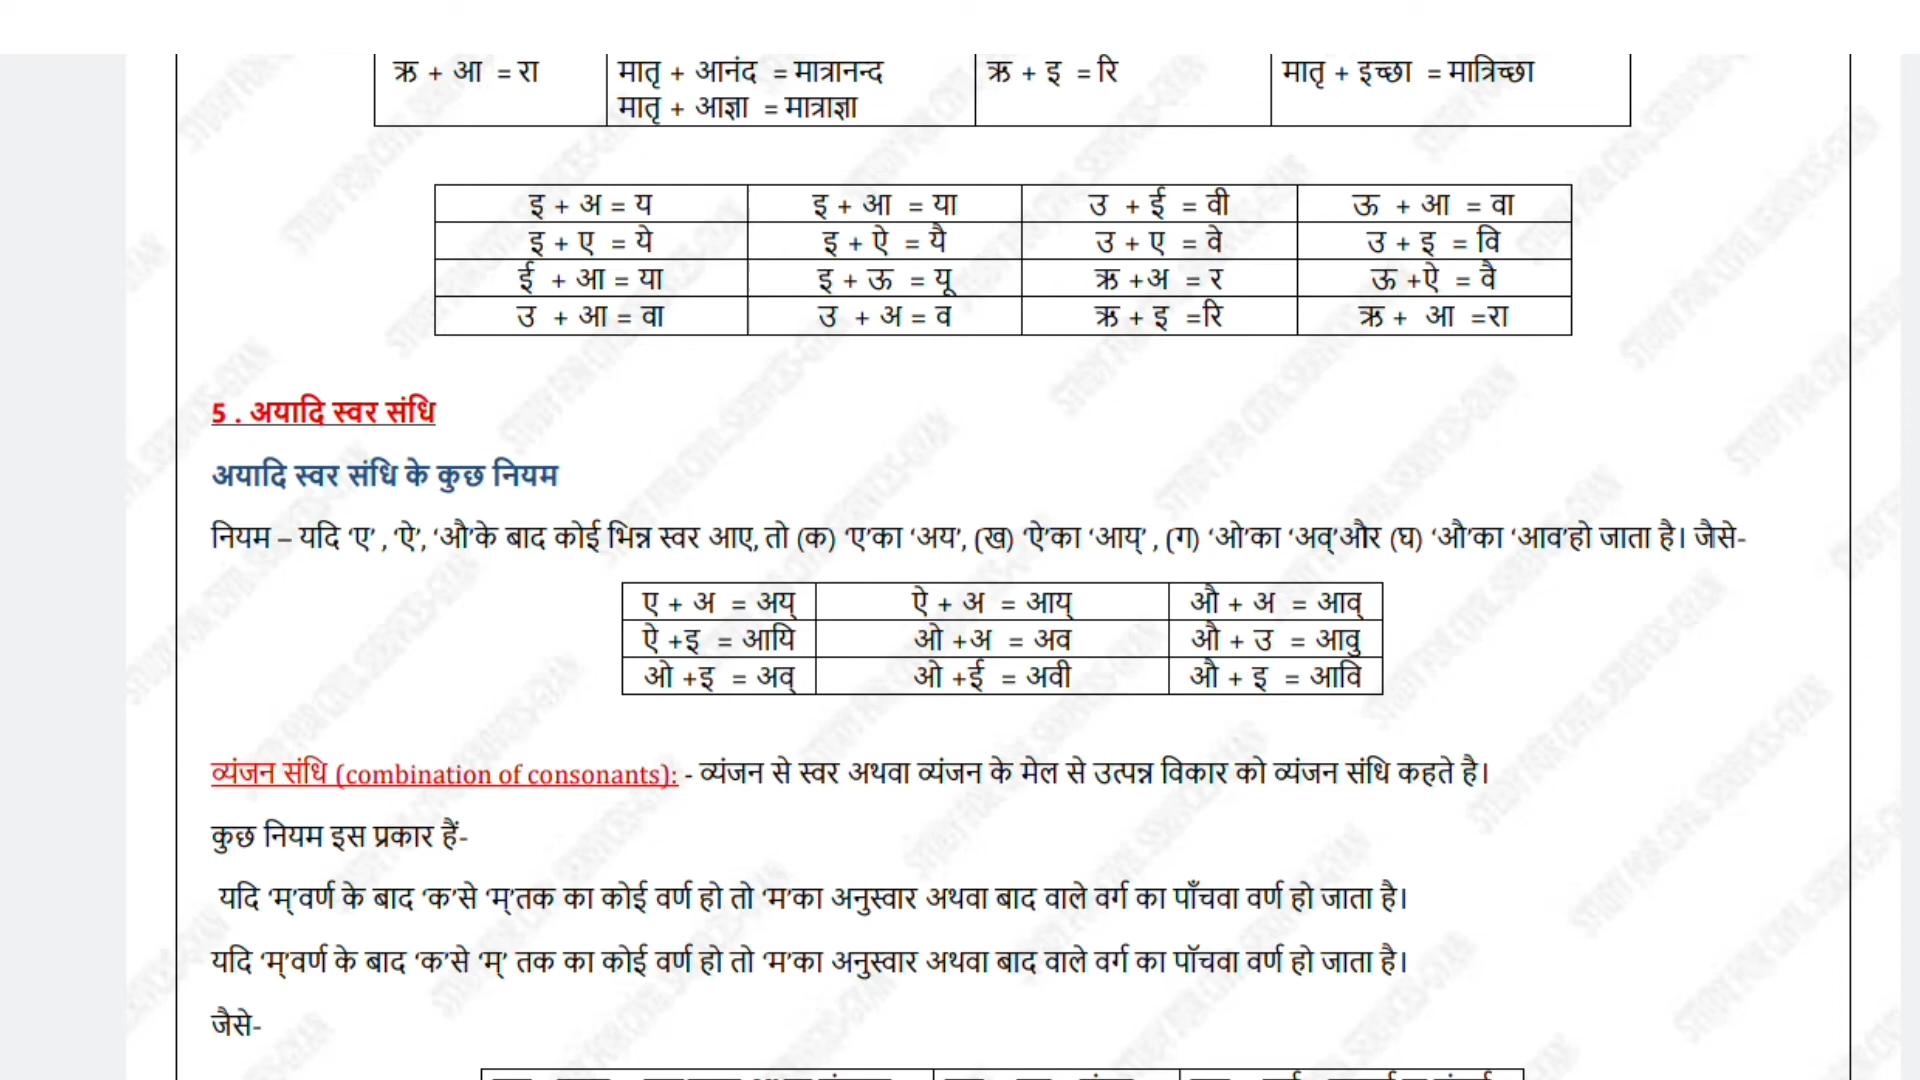 ऋ + आ = रा मातृ + आनंद = मात्रानन्द ऋ + इ = रि मातृ + इच्छा = मात्रिच्छा
मातृ + आज्ञा = मात्राज्ञा
इ + अ = य इ + आ = या उ + ई = वी ऊ + आ = वा
इ + ए = ये इ + ऐ = यै उ + ए = वे उ + इ = वि
ई + आ = या इ + ऊ = यू ऋ +अ = र ऊ +ऐ = वै
उ + आ = वा उ + अ = व ऋ + इ =रि ऋ + आ =रा
5 . अयादि स्वर संधि
अयादि स्वर संधि के कुछ नियम
नियम – यदि ‘ए’ , ‘ऐ’, ‘औ’के बाद कोई भिन्न स्वर आए, तो (क) ‘ए’का ‘अय’, (ख) ‘ऐ’का ‘आय्’ , (ग) ‘ओ’का ‘अव्’और (घ) ‘औ’का ‘आव’हो जाता है। जैसे-
ए + अ = अय् ऐ + अ = आय् औ + अ = आव्
ऐ +इ = आयि ओ +अ = अव औ + उ = आवु
ओ +इ = अव् ओ +ई = अवी औ + इ = आवि
व्यंजन संधि (combination of consonants): - व्यंजन से स्वर अथवा व्यंजन के मेल से उत्पन्न विकार को व्यंजन संधि कहते है।
कुछ नियम इस प्रकार हैं-
यदि ‘म्’वर्ण के बाद ‘क’से ‘म्’तक का कोई वर्ण हो तो ‘म’का अनुस्वार अथवा बाद वाले वर्ग का पाँचवा वर्ण हो जाता है।
यदि ‘म्’वर्ण के बाद ‘क’से ‘म्’ तक का कोई वर्ण हो तो ‘म’का अनुस्वार अथवा बाद वाले वर्ग का पॉचवा वर्ण हो जाता है।
जैसे-